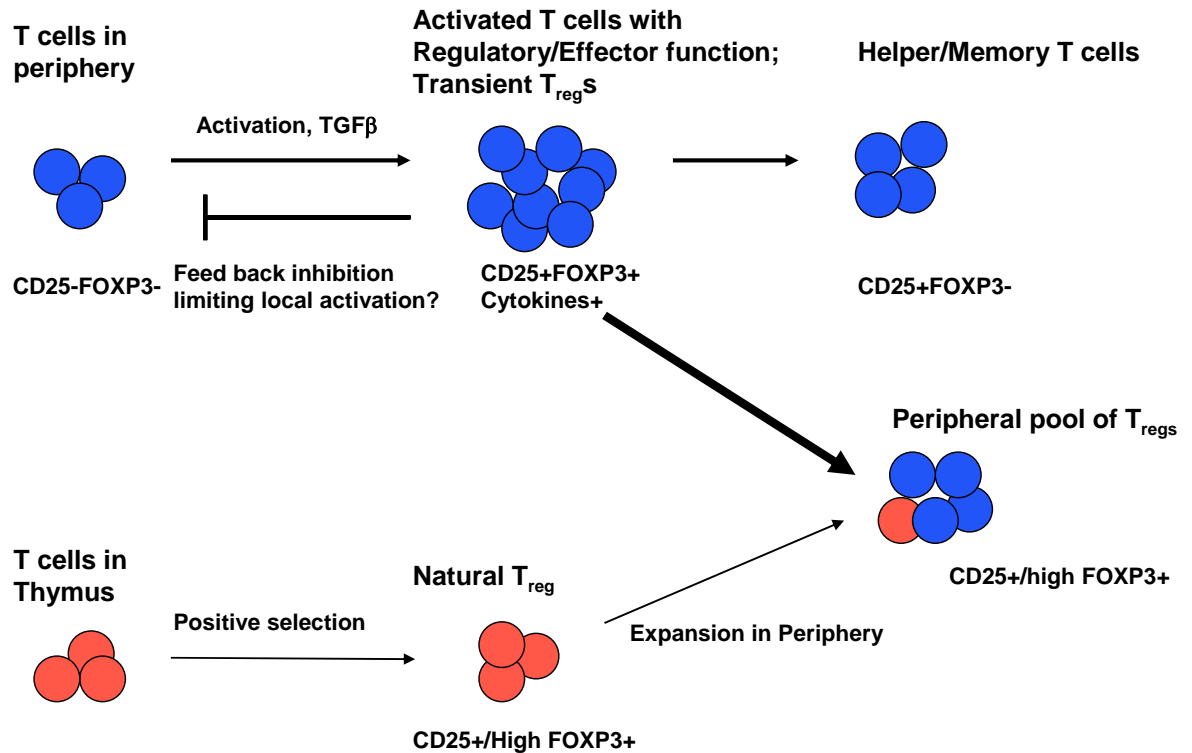 T cells in
periphery
Activated T cells with
Regulatory/Effector function;
Transient Tregs
Helper/Memory T cells
Activation, TGFβ
CD25-FOXP3-
Feed back inhibition
limiting local activation?
CD25+FOXP3+
Cytokines+
CD25+FOXP3-
Peripheral pool of Tregs
CD25+/high FOXP3+
T cells in
Thymus
Positive selection
Natural Treg
Expansion in Periphery
CD25+/High FOXP3+